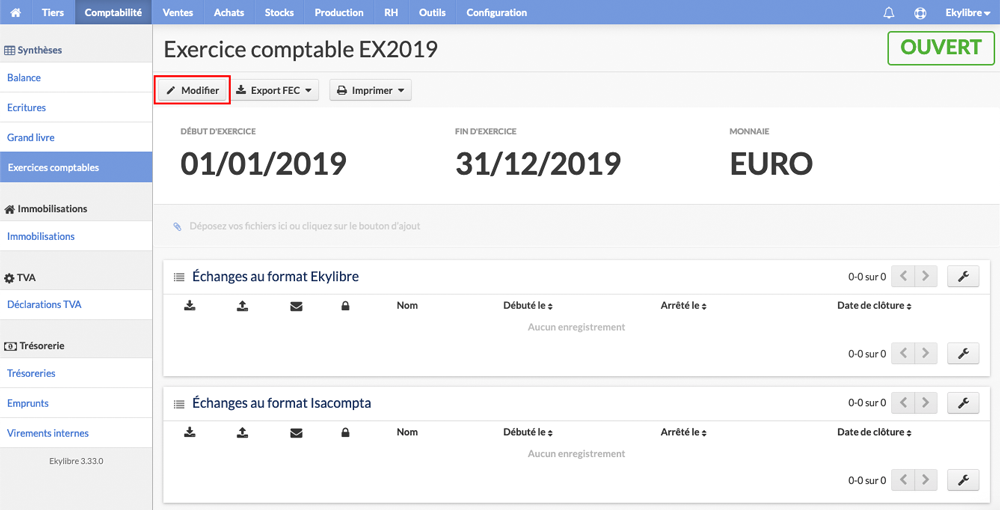 Tiers Comptabilité Ventes Achats Stocks Production RH Outils Configuration Ekylibre
Synthèses
Balance
Ecritures
Grand livre
Exercices comptables
Immobilisations
Immobilisations
TVA
Déclarations TVA
Trésorerie
Trésoreries
Emprunts
Virements internes
Ekylibre 3.33.0
Exercice comptable EX2019
OUVERT
Modifier Export FEC Imprimer
DÉBUT D'EXERCICE FIN D'EXERCICE MONNAIE
01/01/2019 31/12/2019 EURO
Déposez vos fichiers ici ou cliquez sur le bouton d'ajout
Échanges au format Ekylibre 0-0 sur 0
Nom Débuté le Arrêté le Date de clôture
Aucun enregistrement
0-0 sur 0
Échanges au format Isacompta 0-0 sur 0
Nom Débuté le Arrêté le Date de clôture
Aucun enregistrement
0-0 sur 0